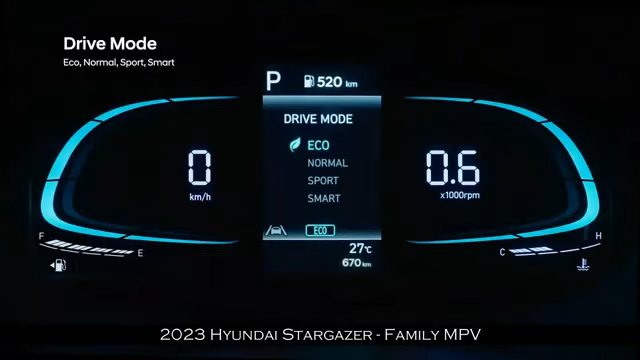 Drive Mode
Eco, Normal, Sport, Smart
P 520 km
DRIVE MODE
ECO
NORMAL
SPORT
SMART
0
km/h
0.6
x1000rpm
ECO
F E
C H
27°C
670 km
2023 HYUNDAI STARGAZER - FAMILY MPV